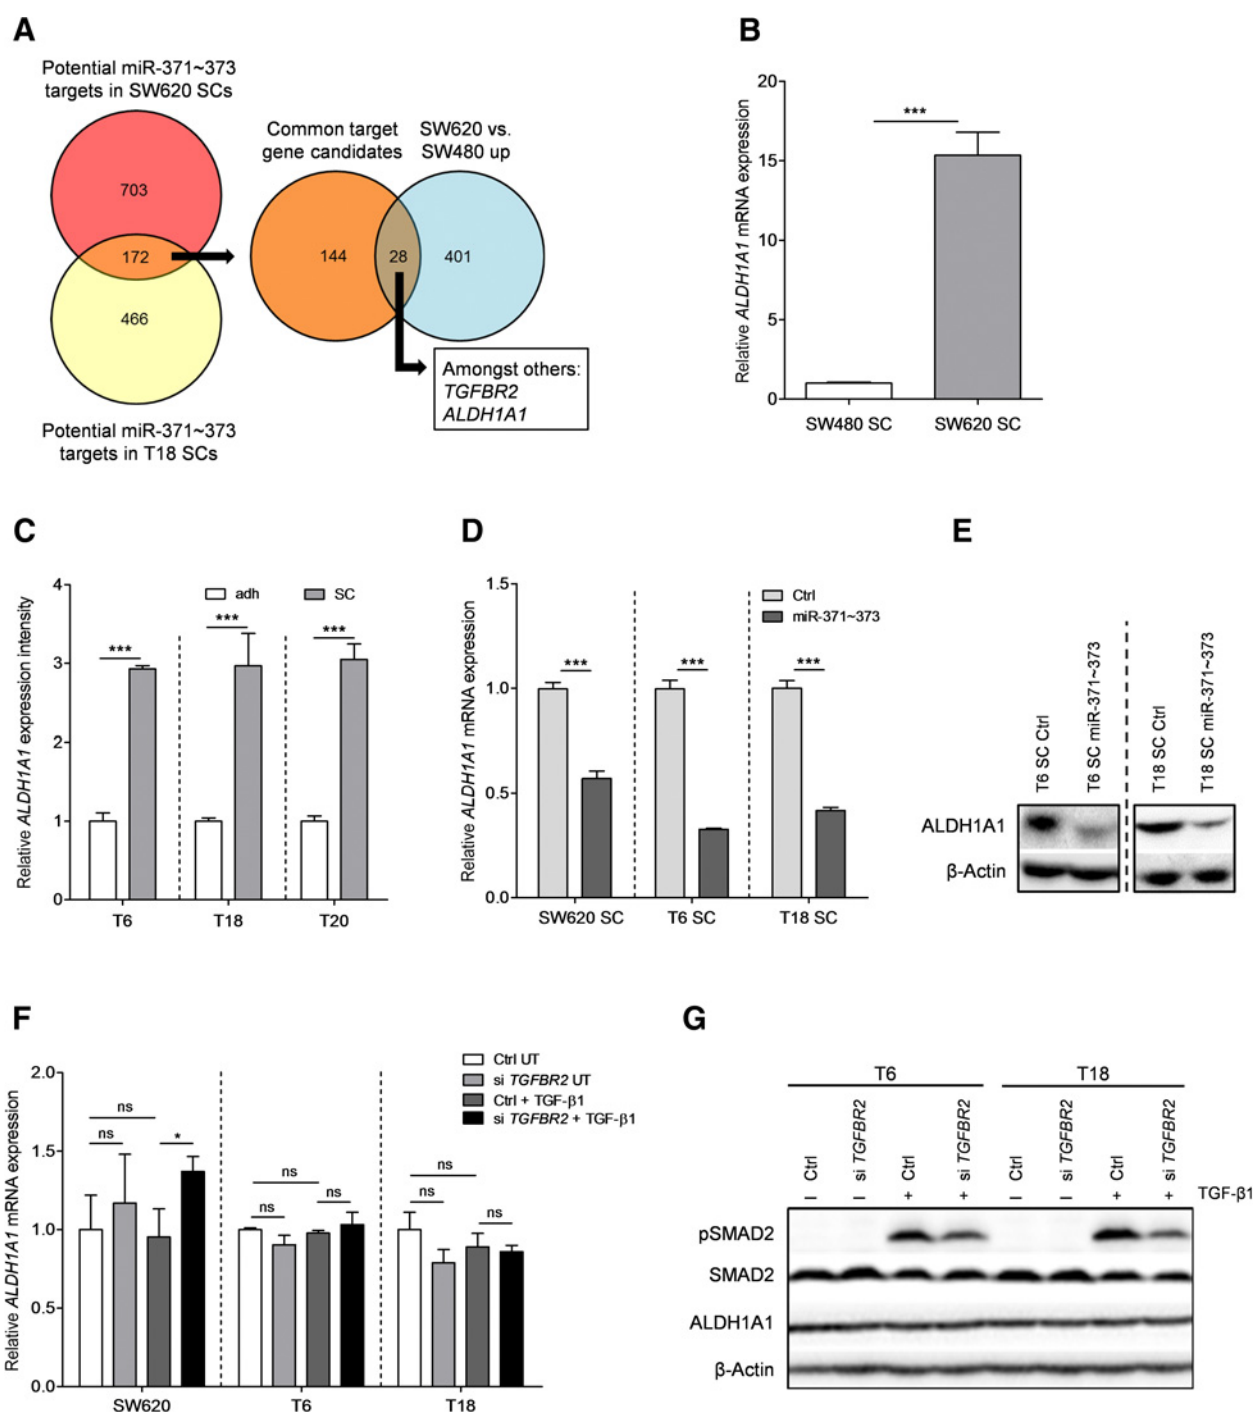 A
Potential miR-371~373
targets in SW620 SCs
703
172
466
Potential miR-371~373
targets in T18 SCs
Common target
gene candidates
SW620 vs.
SW480 up
144
28
401
Amongst others:
TGFBR2
ALDH1A1
B
Relative ALDH1A1 mRNA expression
20
15
10
5
0
***
SW480 SC
SW620 SC
C
Relative ALDH1A1 expression intensity
4
3
2
1
0
adh
SC
***
***
***
T6
T18
T20
D
Relative ALDH1A1 mRNA expression
1.5
1.0
0.5
0.0
Ctrl
miR-371~373
***
***
***
SW620 SC
T6 SC
T18 SC
E
T6 SC Ctrl
T6 SC miR-371~373
T18 SC Ctrl
T18 SC miR-371~373
ALDH1A1
β-Actin
F
Relative ALDH1A1 mRNA expression
2.0
1.5
1.0
0.5
0.0
Ctrl UT
si TGFBR2 UT
Ctrl + TGF-β1
si TGFBR2 + TGF-β1
ns
ns
*
ns
ns
ns
ns
ns
ns
SW620
T6
T18
G
T6
T18
Ctrl
si TGFBR2
Ctrl
si TGFBR2
Ctrl
si TGFBR2
Ctrl
si TGFBR2
– – + + – – + + TGF-β1
pSMAD2
SMAD2
ALDH1A1
β-Actin